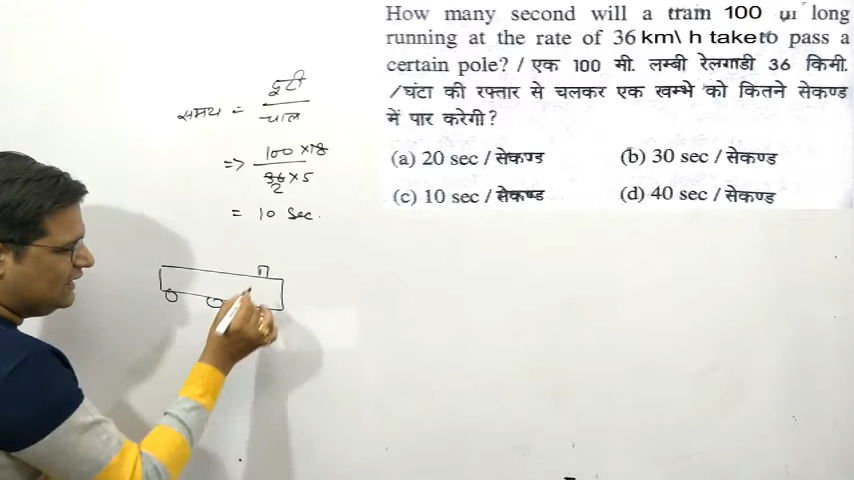 How many second will a tram 100 मी long
running at the rate of 36 km\ h taketo pass a
certain pole? / एक 100 मी. लम्बी रेलगाडी 36 किमी.
/घंटा की रफ्तार से चलकर एक खम्भे को कितने सेकण्ड
में पार करेगी?
(a) 20 sec / सेकण्ड (b) 30 sec / सेकण्ड
(c) 10 sec / सेकण्ड (d) 40 sec / सेकण्ड
समय = दूरी / चाल
=> 100 × 18 / 36 × 5
2
= 10 Sec.